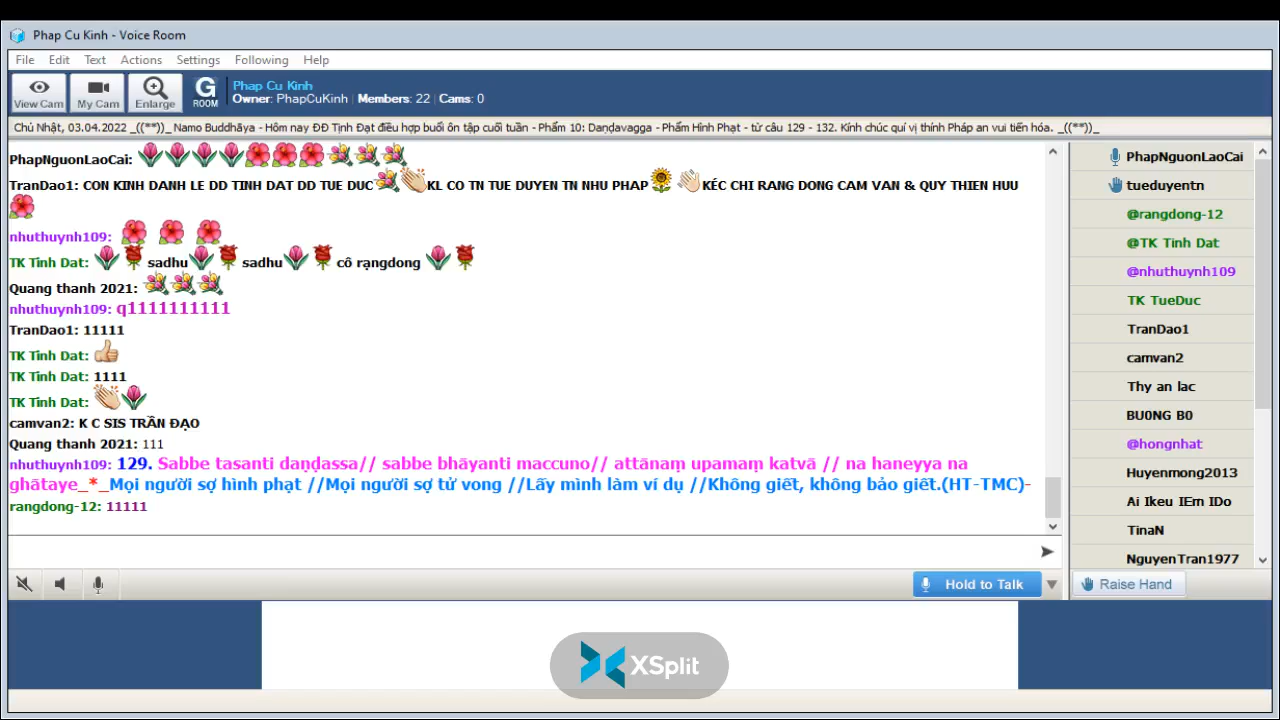 Phap Cu Kinh - Voice Room
File Edit Text Actions Settings Following Help
View Cam My Cam Enlarge G ROOM
Phap Cu Kinh
Owner: PhapCuKinh Members: 22 Cams: 0
Chủ Nhật, 03.04.2022 _((**))_ Namo Buddhāya - Hôm nay ĐĐ Tịnh Đạt điều hợp buổi ôn tập cuối tuần - Phẩm 10: Daṇḍavagga - Phẩm Hình Phạt - từ câu 129 - 132. Kính chúc quí vị thính Pháp an vui tiến hóa. _((**))_
PhapNguonLaoCai:
TranDao1: CON KINH DANH LE DD TINH DAT DD TUE DUC KL CO TN TUE DUYEN TN NHU PHAP KÉC CHI RANG DONG CAM VAN & QUY THIEN HUU
nhuthuynh109:
TK Tinh Dat: sadhu sadhu cô rạngdong
Quang thanh 2021:
nhuthuynh109: q1111111111
TranDao1: 11111
TK Tinh Dat:
TK Tinh Dat: 1111
TK Tinh Dat:
camvan2: K C SIS TRẦN ĐẠO
Quang thanh 2021: 111
nhuthuynh109: 129. Sabbe tasanti daṇḍassa// sabbe bhāyanti maccuno// attānaṃ upamaṃ katvā // na haneyya na
ghātaye_*_Mọi người sợ hình phạt //Mọi người sợ tử vong //Lấy mình làm ví dụ //Không giết, không bảo giết.(HT-TMC)-
rangdong-12: 11111
PhapNguonLaoCai
tueduyentn
@rangdong-12
@TK Tinh Dat
@nhuthuynh109
TK TueDuc
TranDao1
camvan2
Thy an lac
BU0NG B0
@hongnhat
Huyenmong2013
Ai Ikeu IEm IDo
TinaN
NguyenTran1977
Hold to Talk
Raise Hand
XSplit